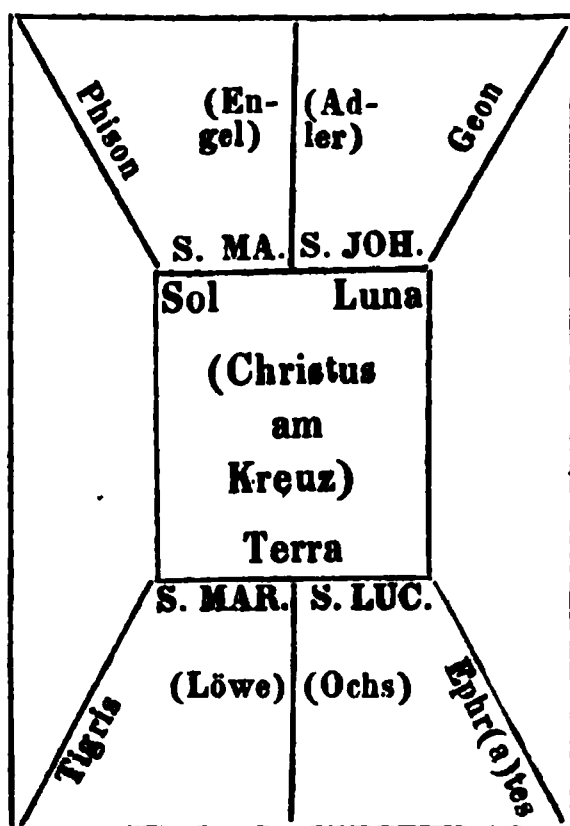 Phison
(En-
gel)
(Ad-
ler)
Geon
S. MA.
S. JOH.
Sol
Luna
(Christus
am
Kreuz)
Terra
S. MAR.
S. LUC.
Tigris
(Löwe)
(Ochs)
Ephr(a)tes